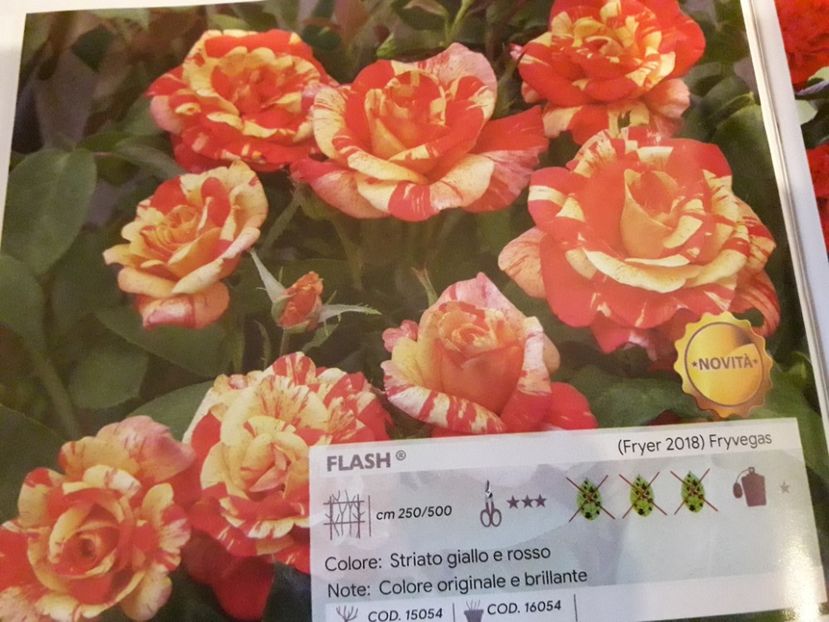 *NOVITÀ*
FLASH ® (Fryer 2018) Fryvegas
cm 250/500 ★★★ ★
Colore: Striato giallo e rosso
Note: Colore originale e brillante
COD. 15054 COD. 16054